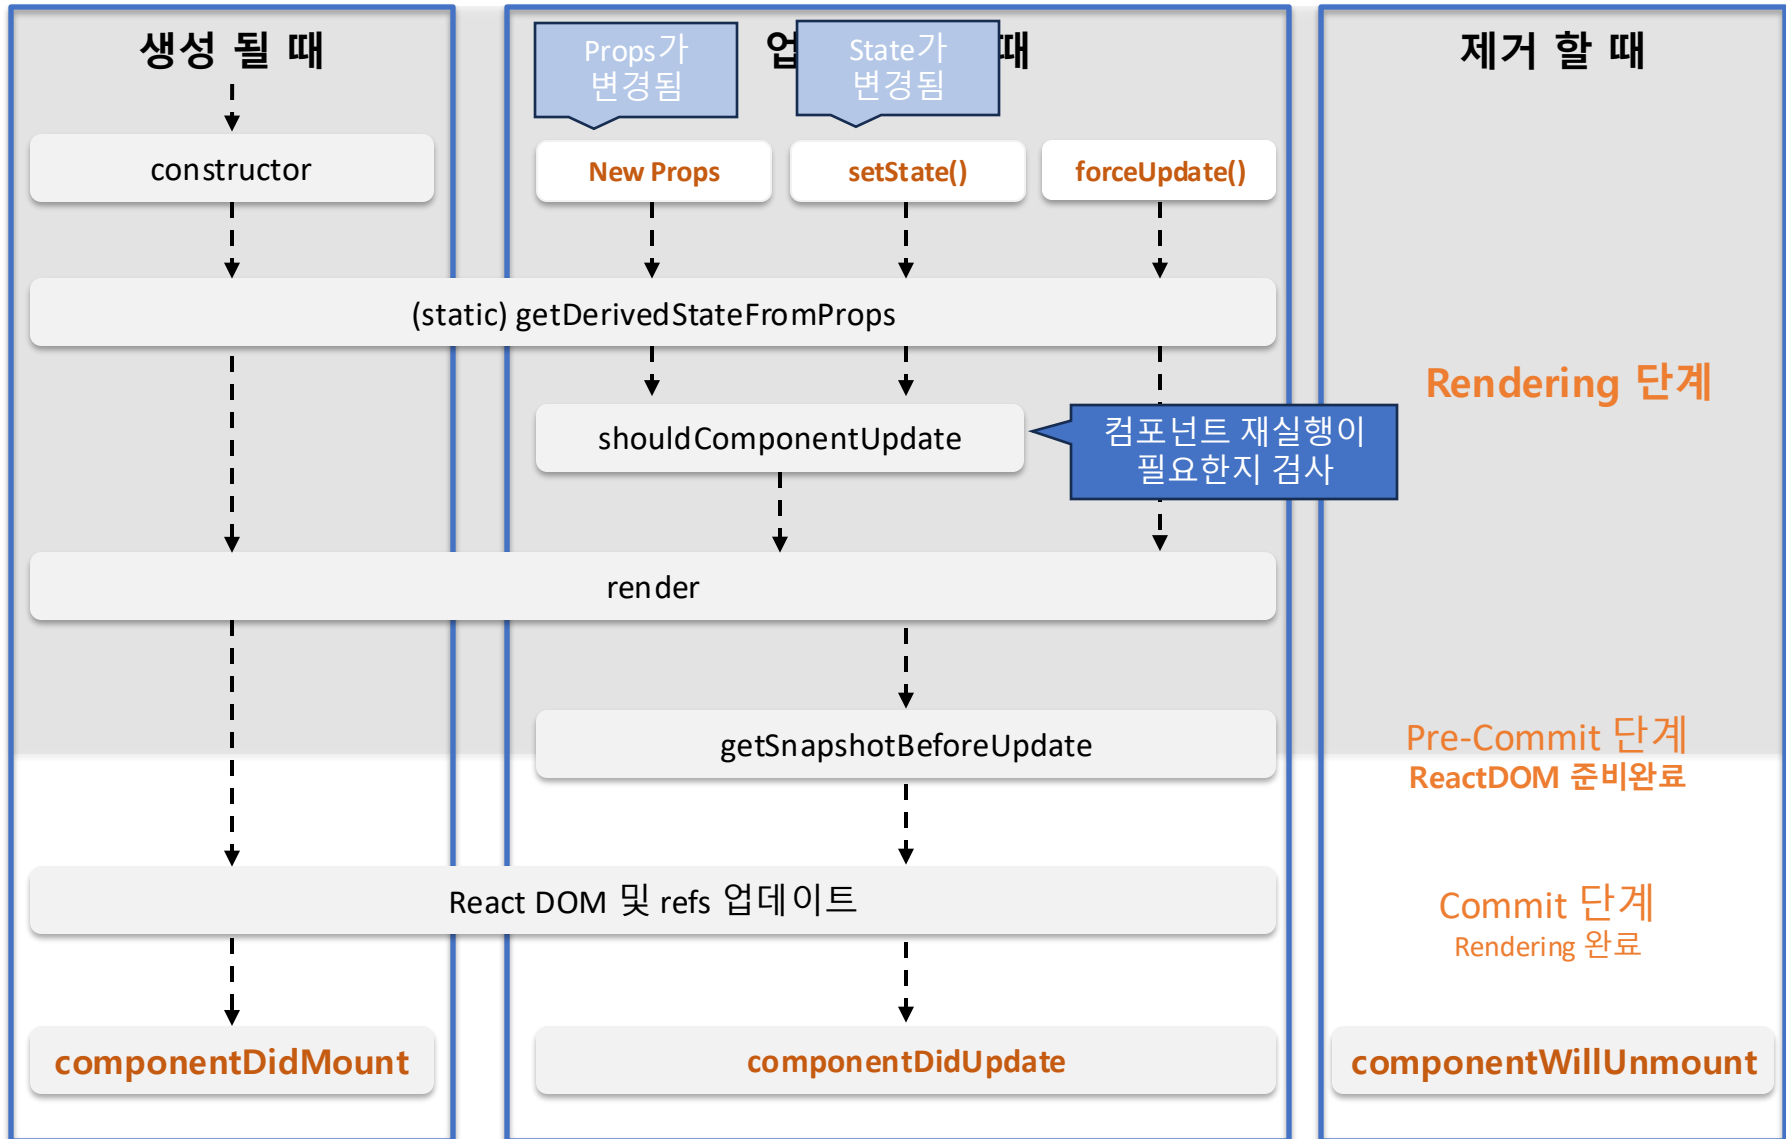 생성 될 때
업
때
제거 할 때
Props가
변경됨
State가
변경됨
constructor
New Props
setState()
forceUpdate()
(static) getDerivedStateFromProps
Rendering 단계
shouldComponentUpdate
컴포넌트 재실행이
필요한지 검사
render
getSnapshotBeforeUpdate
Pre-Commit 단계
ReactDOM 준비완료
React DOM 및 refs 업데이트
Commit 단계
Rendering 완료
componentDidMount
componentDidUpdate
componentWillUnmount